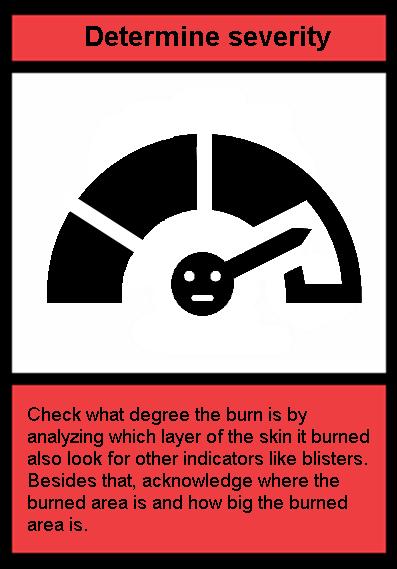 Determine severity
Check what degree the burn is by
analyzing which layer of the skin it burned
also look for other indicators like blisters.
Besides that, acknowledge where the
burned area is and how big the burned
area is.